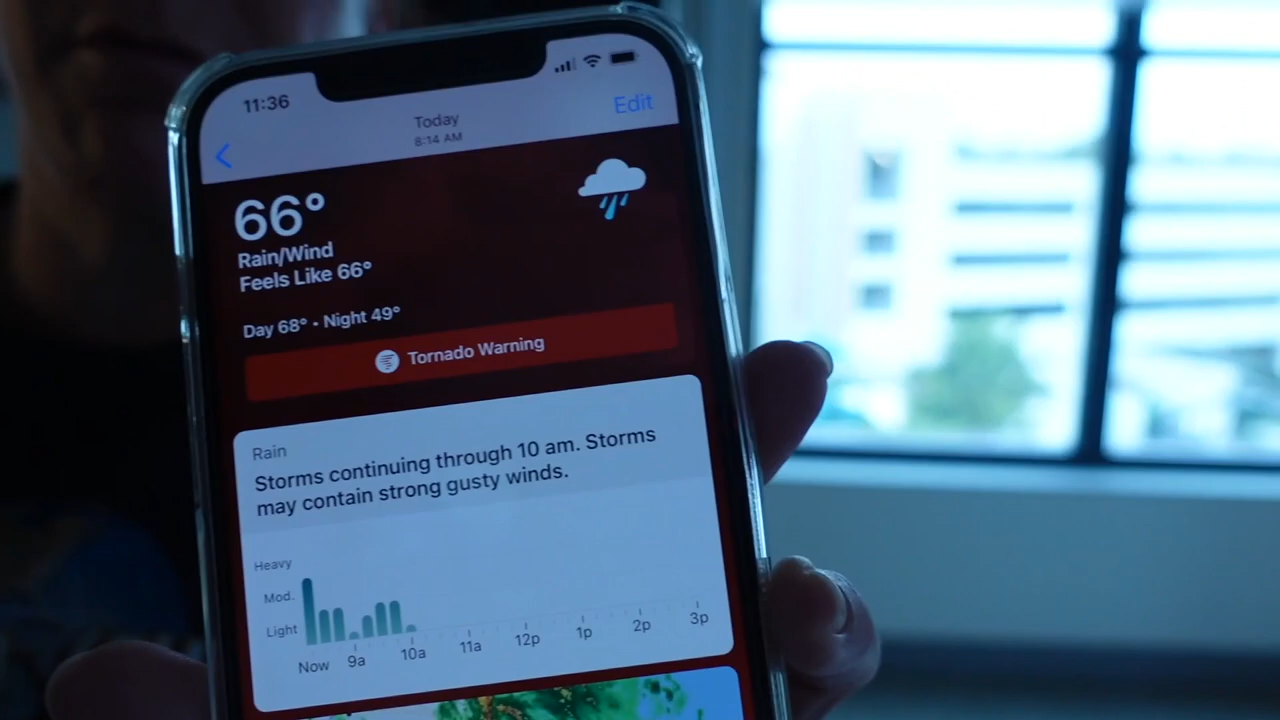 11:36
Today
8:14 AM
Edit
66°
Rain/Wind
Feels Like 66°
Day 68° • Night 49°
Tornado Warning
Rain
Storms continuing through 10 am. Storms
may contain strong gusty winds.
Heavy
Mod.
Light
Now 9a 10a 11a 12p 1p 2p 3p